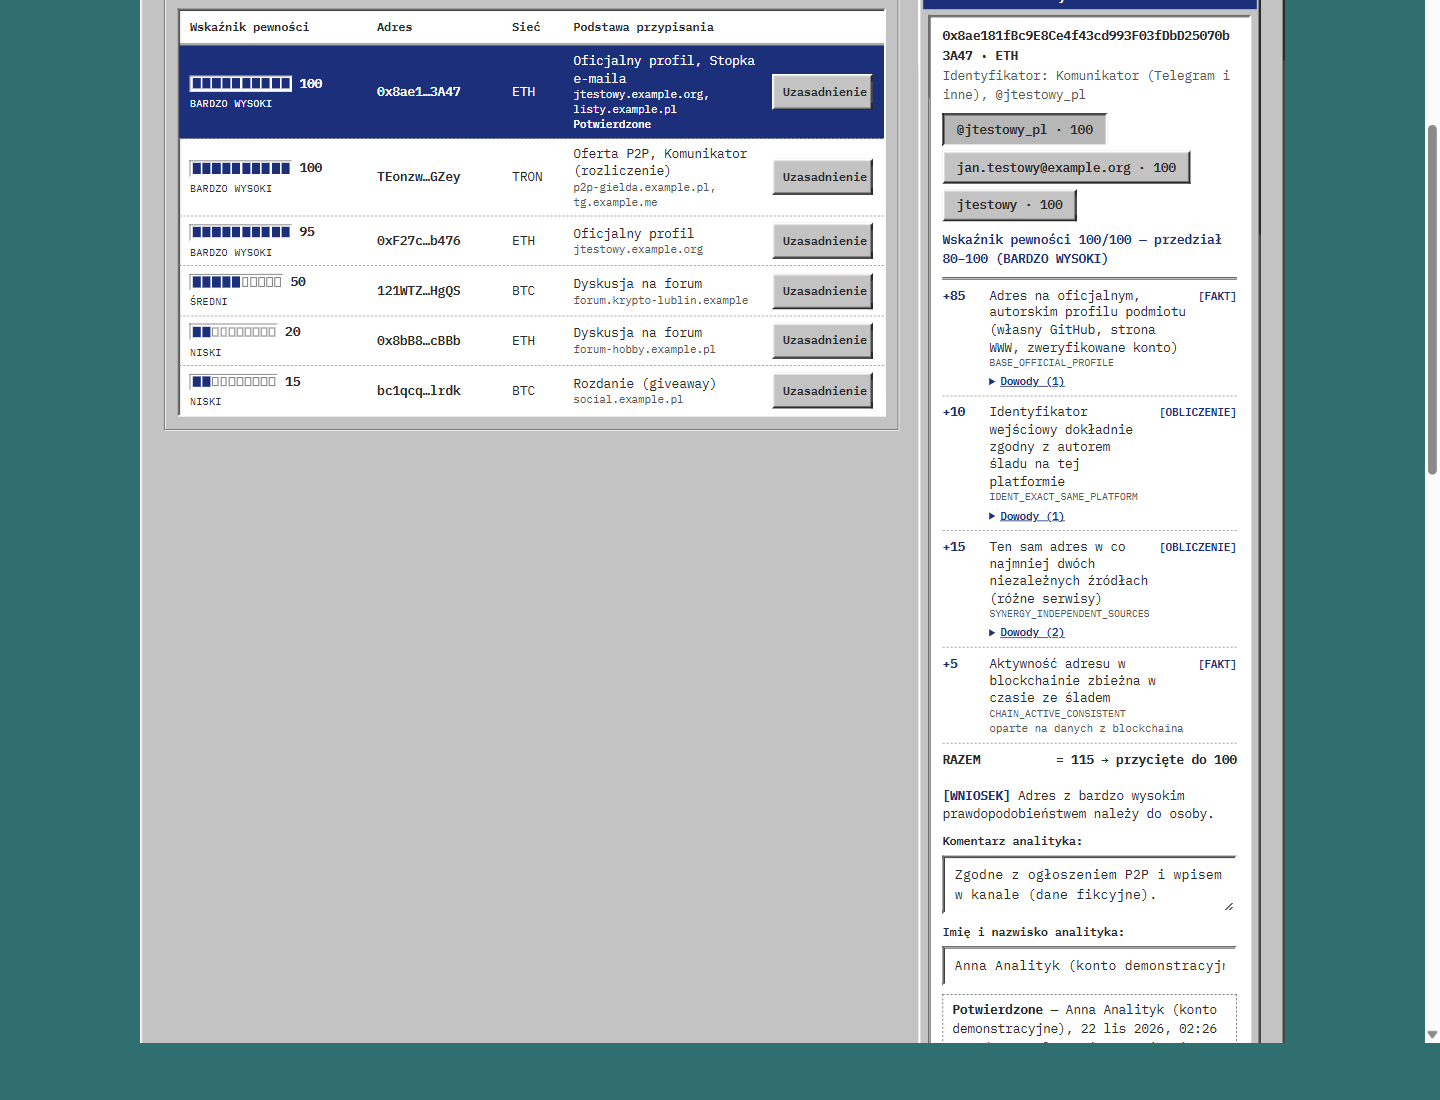 Wskaźnik pewności Adres Sieć Podstawa przypisania
100
BARDZO WYSOKI
0x8ae1…3A47
ETH
Oficjalny profil, Stopka
e-maila
jtestowy.example.org,
listy.example.pl
Potwierdzone
Uzasadnienie
100
BARDZO WYSOKI
TEonzw…GZey
TRON
Oferta P2P, Komunikator
(rozliczenie)
p2p-gielda.example.pl,
tg.example.me
Uzasadnienie
95
BARDZO WYSOKI
0xF27c…b476
ETH
Oficjalny profil
jtestowy.example.org
Uzasadnienie
50
ŚREDNI
121WTZ…HgQS
BTC
Dyskusja na forum
forum.krypto-lublin.example
Uzasadnienie
20
NISKI
0x8bB8…cBBb
ETH
Dyskusja na forum
forum-hobby.example.pl
Uzasadnienie
15
NISKI
bc1qcq…lrdk
BTC
Rozdanie (giveaway)
social.example.pl
Uzasadnienie
0x8ae181fBc9E8Ce4f43cd993F03fDbD25070b
3A47 · ETH
Identyfikator: Komunikator (Telegram i
inne), @jtestowy_pl
@jtestowy_pl · 100
jan.testowy@example.org · 100
jtestowy · 100
Wskaźnik pewności 100/100 — przedział
80–100 (BARDZO WYSOKI)
+85 Adres na oficjalnym, [FAKT]
autorskim profilu podmiotu
(własny GitHub, strona
WWW, zweryfikowane konto)
BASE_OFFICIAL_PROFILE
▶ Dowody (1)
+10 Identyfikator [OBLICZENIE]
wejściowy dokładnie
zgodny z autorem
śladu na tej
platformie
IDENT_EXACT_SAME_PLATFORM
▶ Dowody (1)
+15 Ten sam adres w co [OBLICZENIE]
najmniej dwóch
niezależnych źródłach
(różne serwisy)
SYNERGY_INDEPENDENT_SOURCES
▶ Dowody (2)
+5 Aktywność adresu w [FAKT]
blockchainie zbieżna w
czasie ze śladem
CHAIN_ACTIVE_CONSISTENT
oparte na danych z blockchaina
RAZEM = 115 → przycięte do 100
[WNIOSEK] Adres z bardzo wysokim
prawdopodobieństwem należy do osoby.
Komentarz analityka:
Zgodne z ogłoszeniem P2P i wpisem
w kanale (dane fikcyjne).
Imię i nazwisko analityka:
Anna Analityk (konto demonstracyjn
Potwierdzone — Anna Analityk (konto
demonstracyjne), 22 lis 2026, 02:26